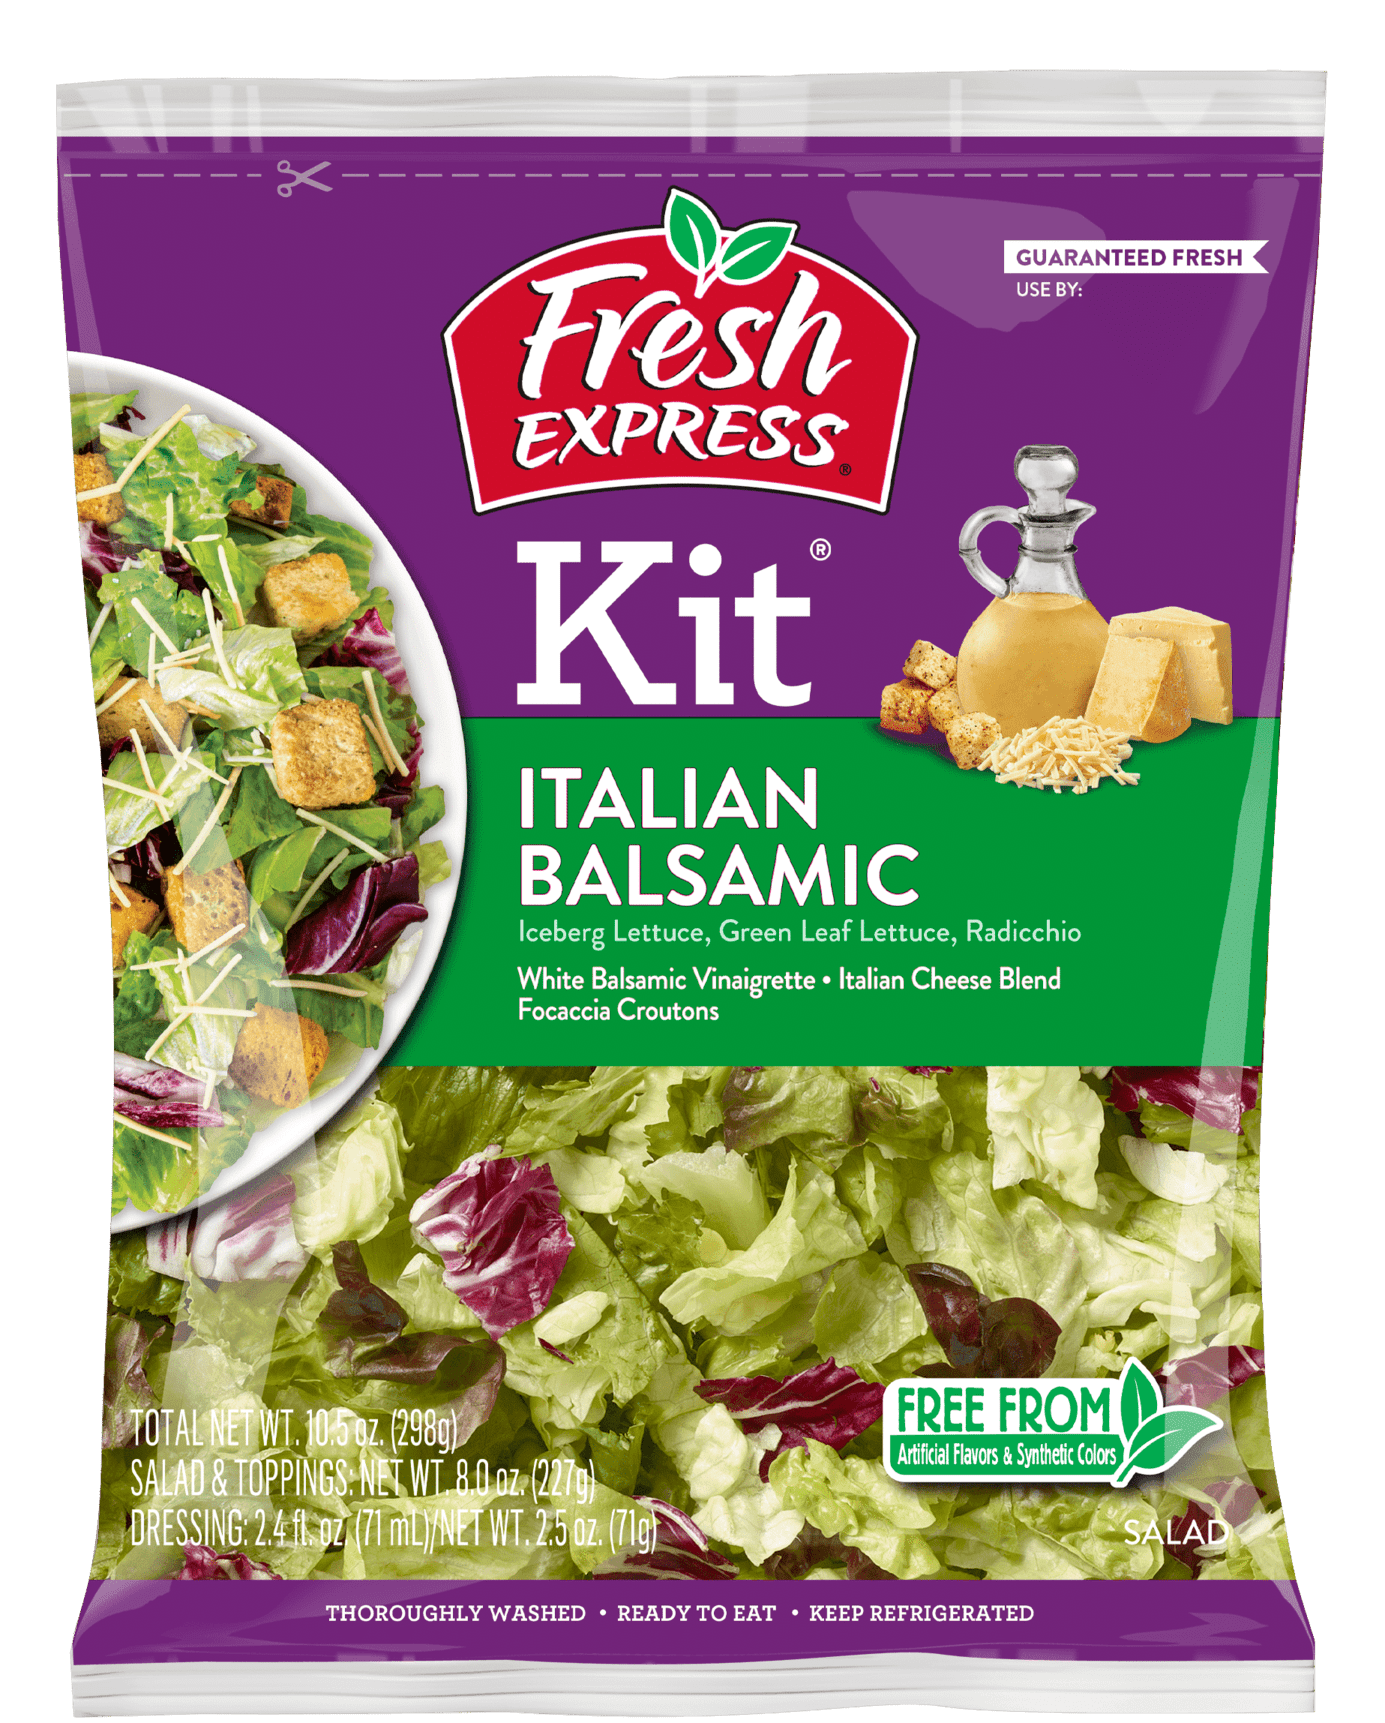 Fresh
EXPRESS®
GUARANTEED FRESH
USE BY:
Kit®
ITALIAN
BALSAMIC
Iceberg Lettuce, Green Leaf Lettuce, Radicchio
White Balsamic Vinaigrette • Italian Cheese Blend
Focaccia Croutons
FREE FROM
Artificial Flavors & Synthetic Colors
TOTAL NET WT. 10.5 oz. (298g)
SALAD & TOPPINGS: NET WT. 8.0 oz. (227g)
DRESSING: 2.4 fl. oz. (71 mL)/NET WT. 2.5 oz. (71g)
SALAD
THOROUGHLY WASHED • READY TO EAT • KEEP REFRIGERATED